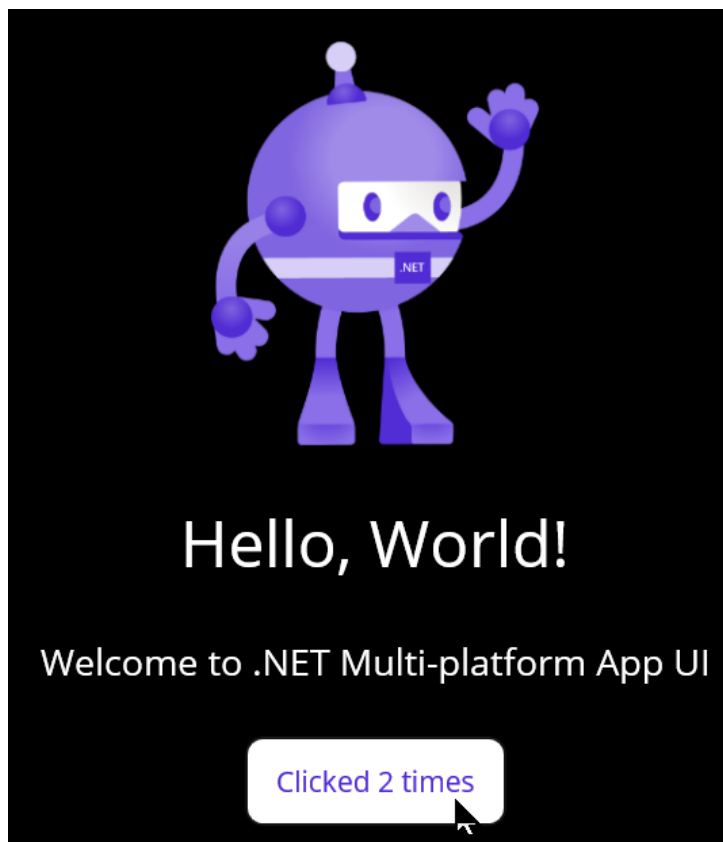 .NET
Hello, World!
Welcome to .NET Multi-platform App UI
Clicked 2 times